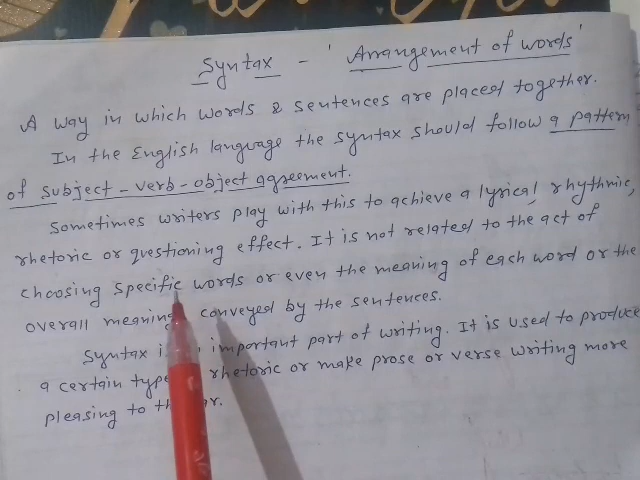 Syntax - 'Arrangement of words'
A way in which words & sentences are placed together.
In the English language the syntax should follow a pattern
of subject-verb-object agreement.
Sometimes writers play with this to achieve a lyrical, rhythmic,
rhetoric or questioning effect. It is not related to the act of
choosing specific words or even the meaning of each word or the
overall meaning conveyed by the sentences.
Syntax important part of writing. It is used to produce
a certain type rhetoric or make prose or verse writing more
pleasing to